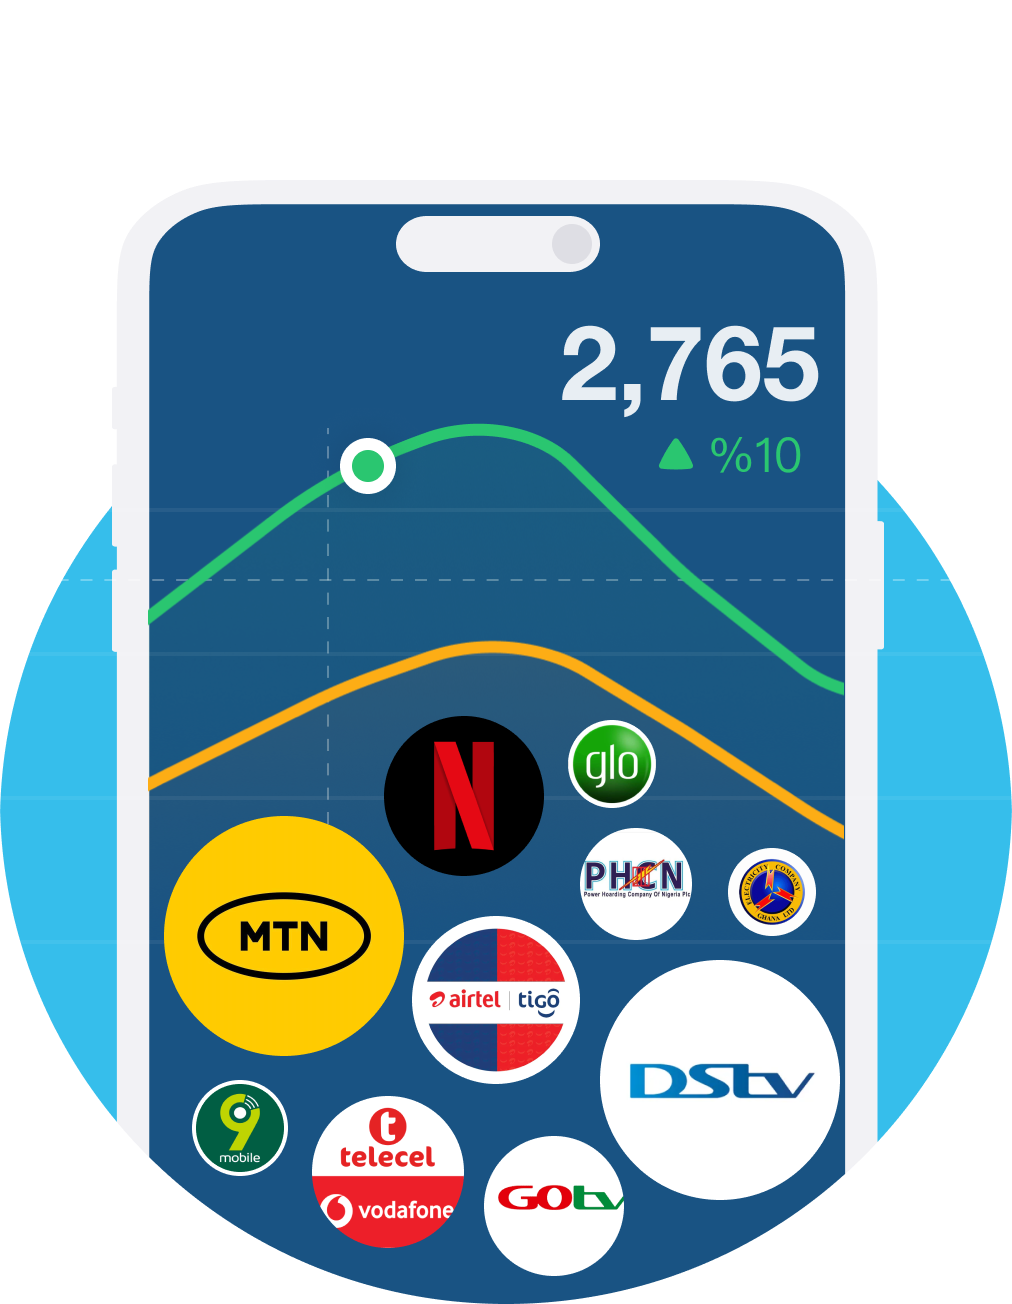 2,765
%10
N
glo
PHCN
Power Hoarding Company Of Nigeria Plc
ELECTRICITY COMPANY
GHANA LTD
MTN
airtel | tigo
DStv
9
mobile
t
telecel
vodafone
GOtv